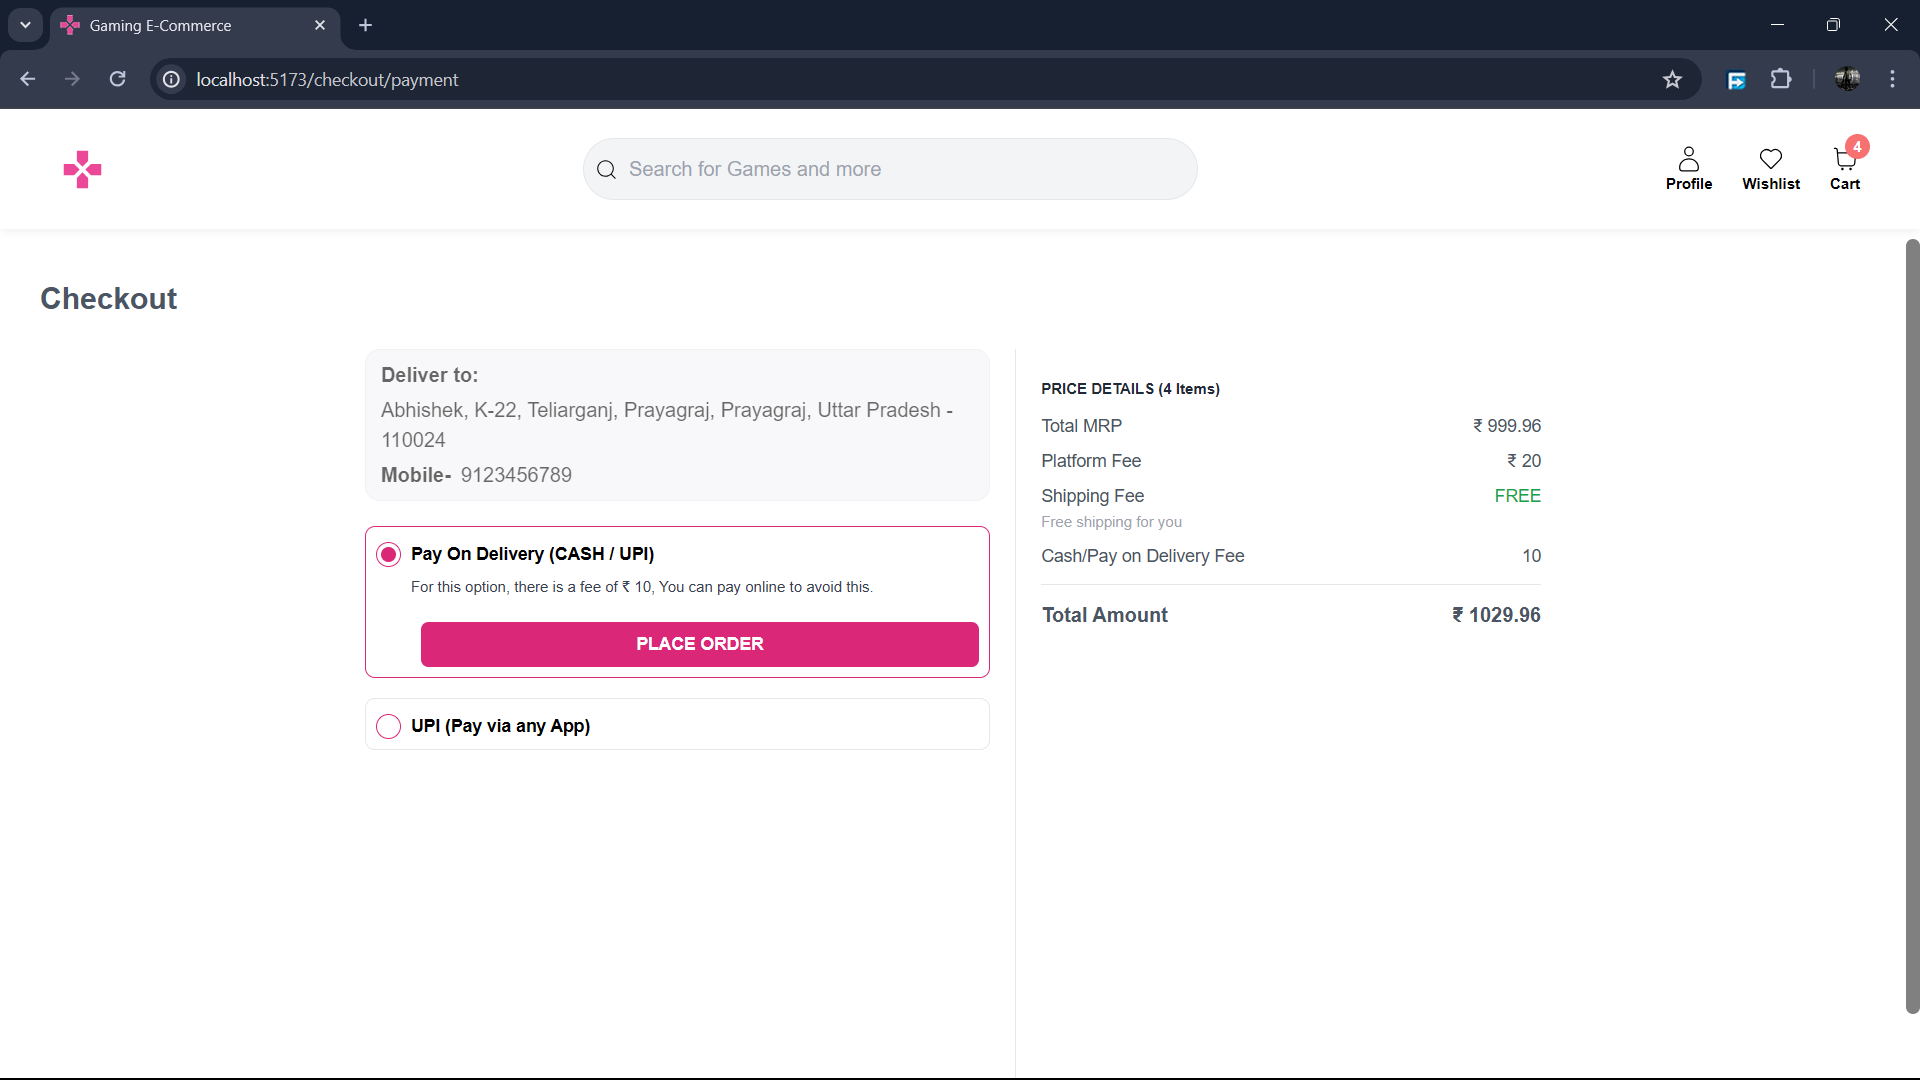 Gaming E-Commerce
localhost:5173/checkout/payment
Search for Games and more
Profile
Wishlist
4
Cart
Checkout
Deliver to:
Abhishek, K-22, Teliarganj, Prayagraj, Prayagraj, Uttar Pradesh -
110024
Mobile- 9123456789
Pay On Delivery (CASH / UPI)
For this option, there is a fee of ₹ 10, You can pay online to avoid this.
PLACE ORDER
UPI (Pay via any App)
PRICE DETAILS (4 Items)
Total MRP ₹ 999.96
Platform Fee ₹ 20
Shipping Fee FREE
Free shipping for you
Cash/Pay on Delivery Fee 10
Total Amount ₹ 1029.96